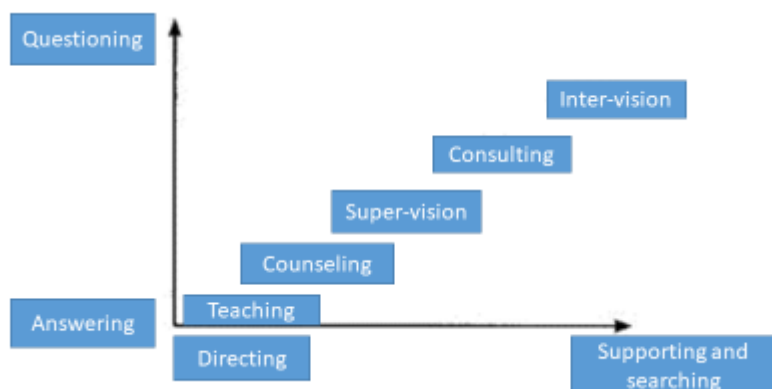 Questioning
Inter-vision
Consulting
Super-vision
Counseling
Teaching
Answering
Directing
Supporting and
searching